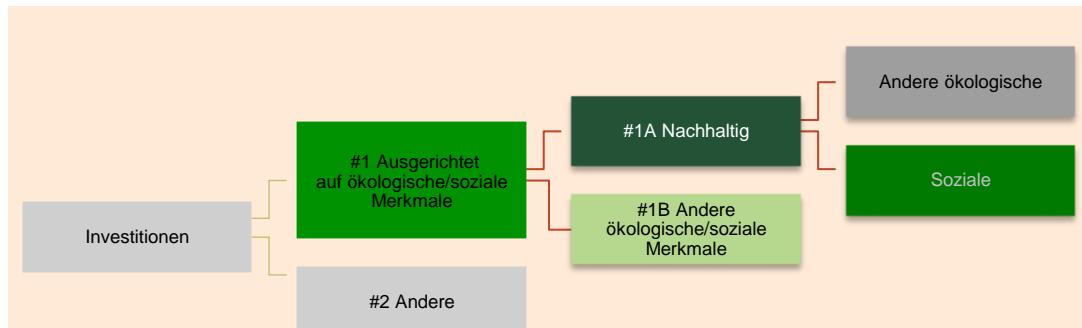 Investitionen
#1 Ausgerichtet
auf ökologische/soziale
Merkmale
#2 Andere
#1A Nachhaltig
#1B Andere
ökologische/soziale
Merkmale
Andere ökologische
Soziale